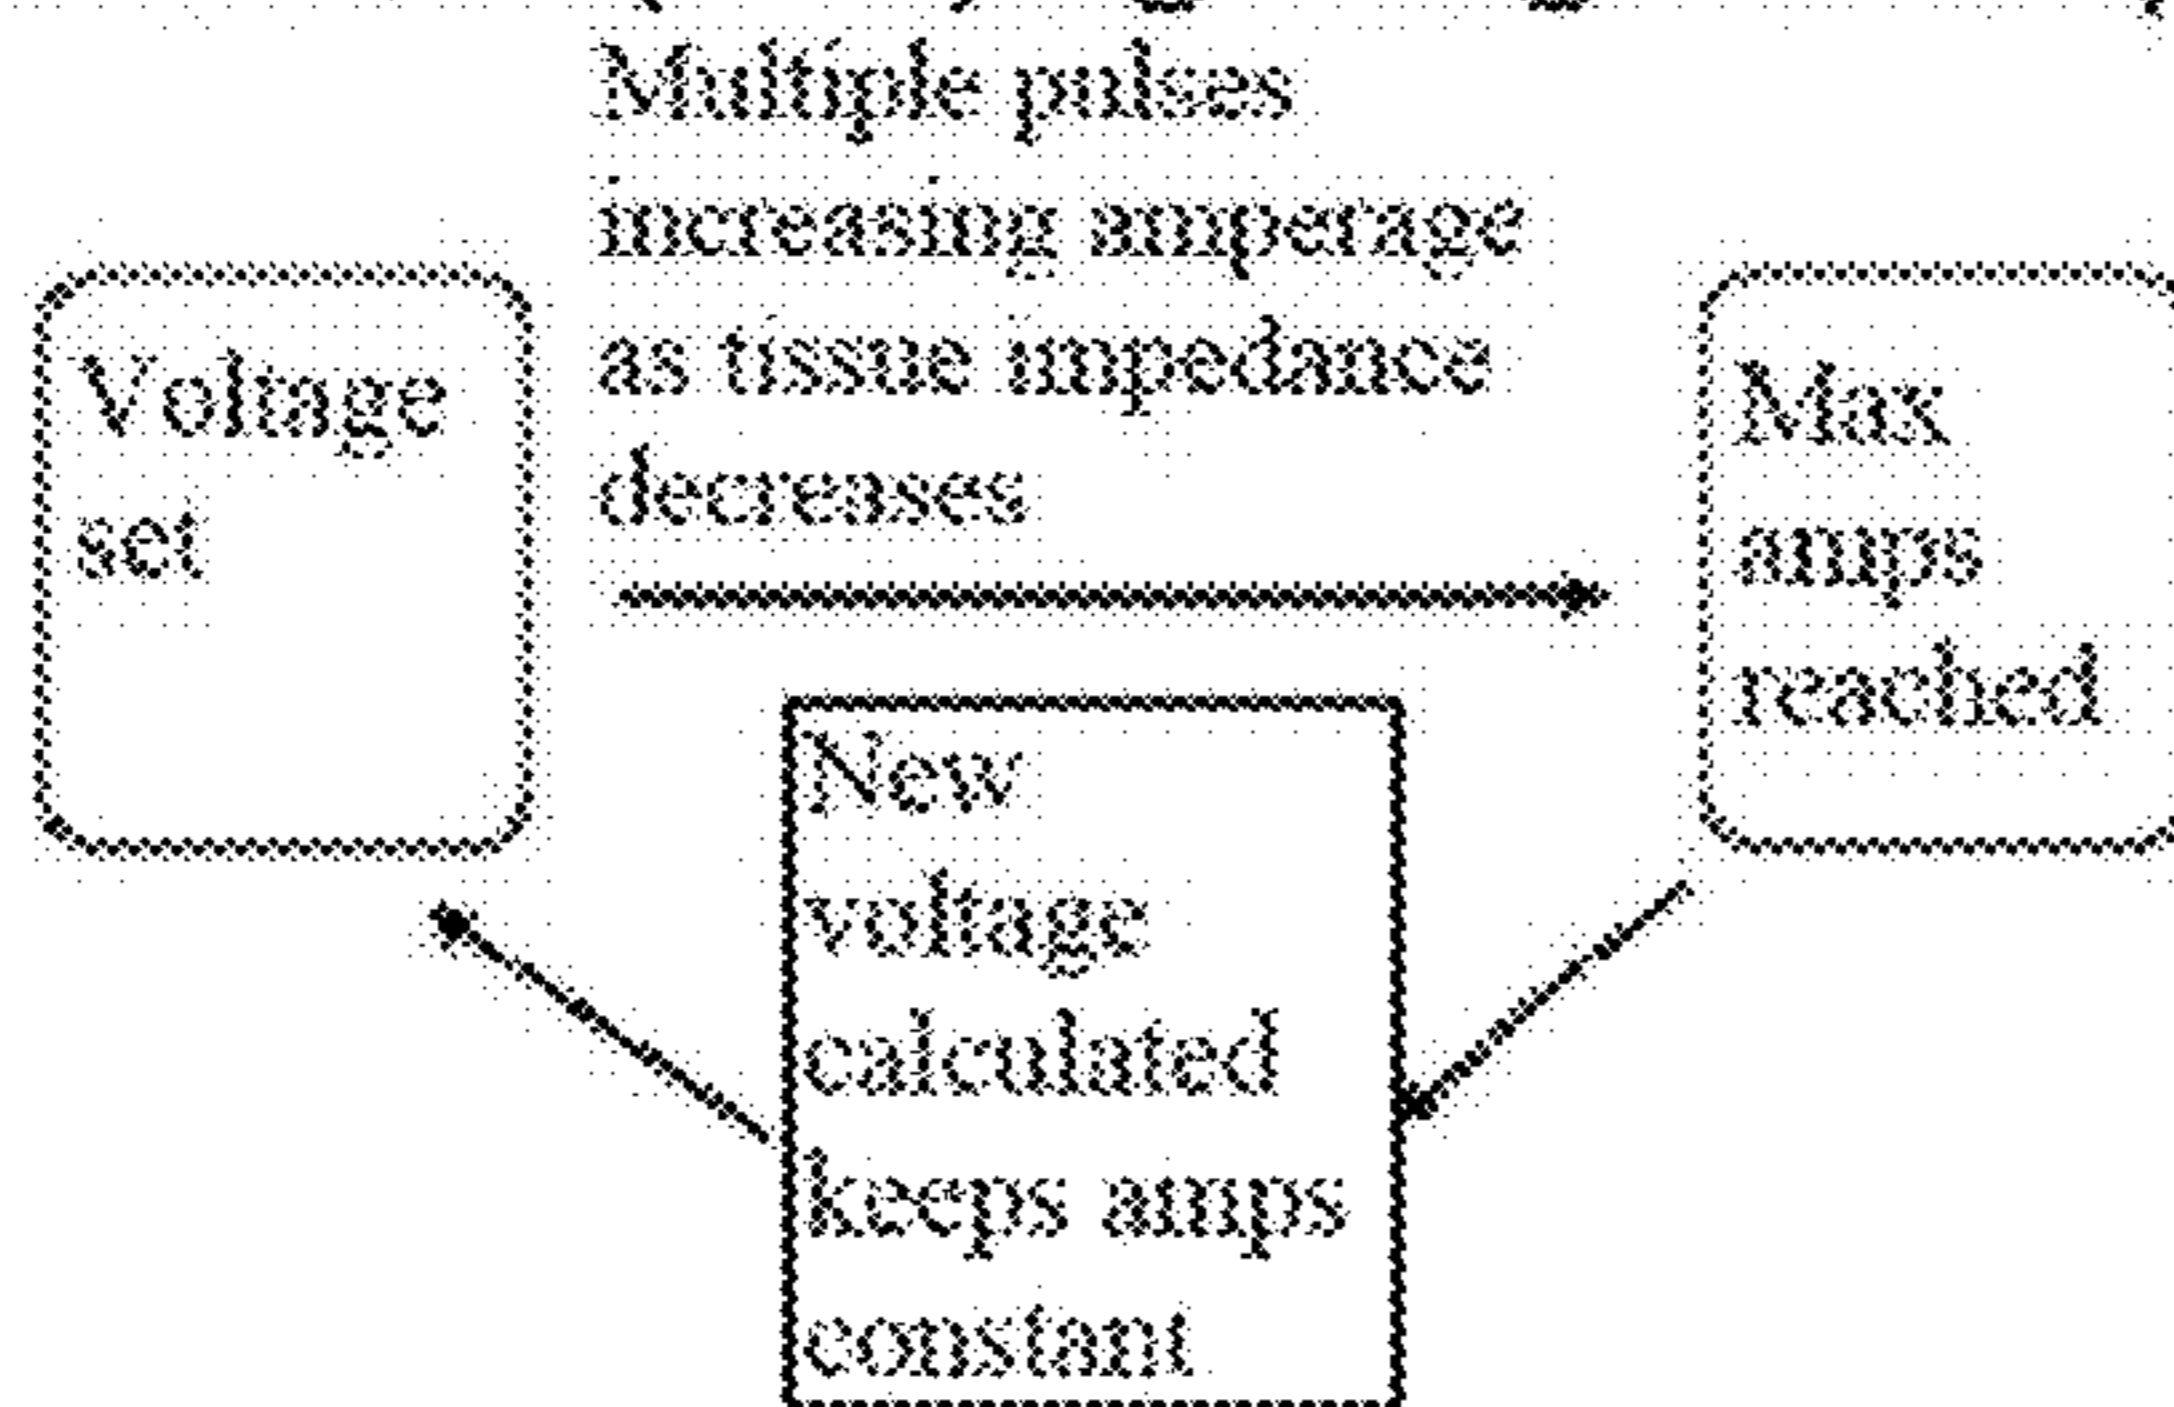 Multiple pulses
increasing amperage
as tissue impedance
decreases
Voltage
set
Max
amps
reached
New
voltage
calculated
keeps amps
constant